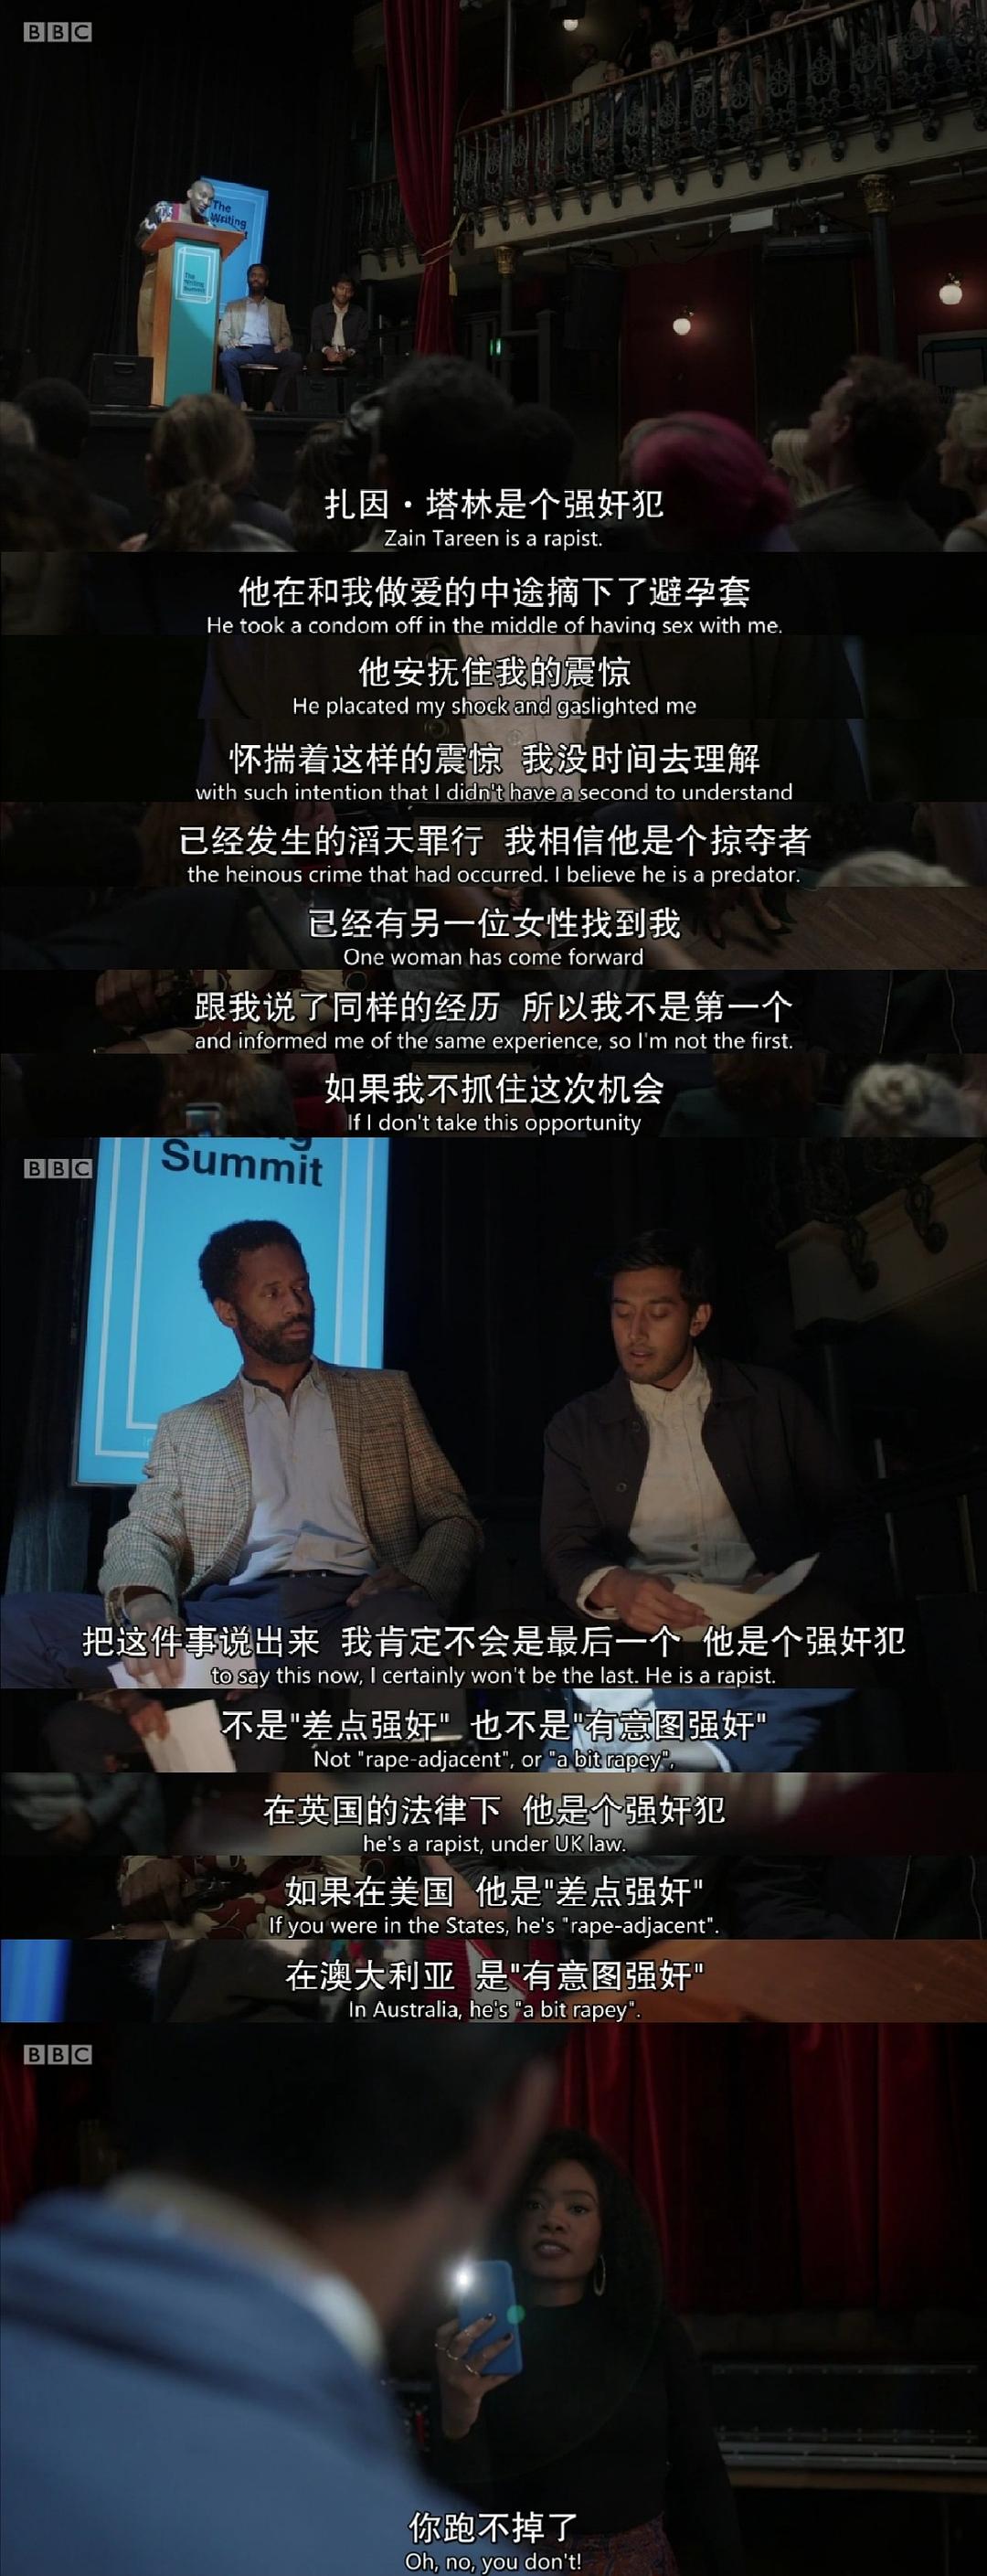 BBC
The
Writing
The
Writing
Summit
扎因·塔林是个强奸犯
Zain Tareen is a rapist.
他在和我做爱的中途摘下了避孕套
He took a condom off in the middle of having sex with me.
他安抚住我的震惊
He placated my shock and gaslighted me
怀揣着这样的震惊 我没时间去理解
with such intention that I didn't have a second to understand
已经发生的滔天罪行 我相信他是个掠夺者
the heinous crime that had occurred. I believe he is a predator.
已经有另一位女性找到我
One woman has come forward
跟我说了同样的经历 所以我不是第一个
and informed me of the same experience, so I'm not the first.
如果我不抓住这次机会
If I don't take this opportunity
BBC
Summit
把这件事说出来 我肯定不会是最后一个 他是个强奸犯
to say this now, I certainly won't be the last. He is a rapist.
不是"差点强奸" 也不是"有意图强奸"
Not "rape-adjacent", or "a bit rapey",
在英国的法律下 他是个强奸犯
he's a rapist, under UK law.
如果在美国 他是"差点强奸"
If you were in the States, he's "rape-adjacent".
在澳大利亚 是"有意图强奸"
In Australia, he's "a bit rapey".
BBC
你跑不掉了
Oh, no, you don't!